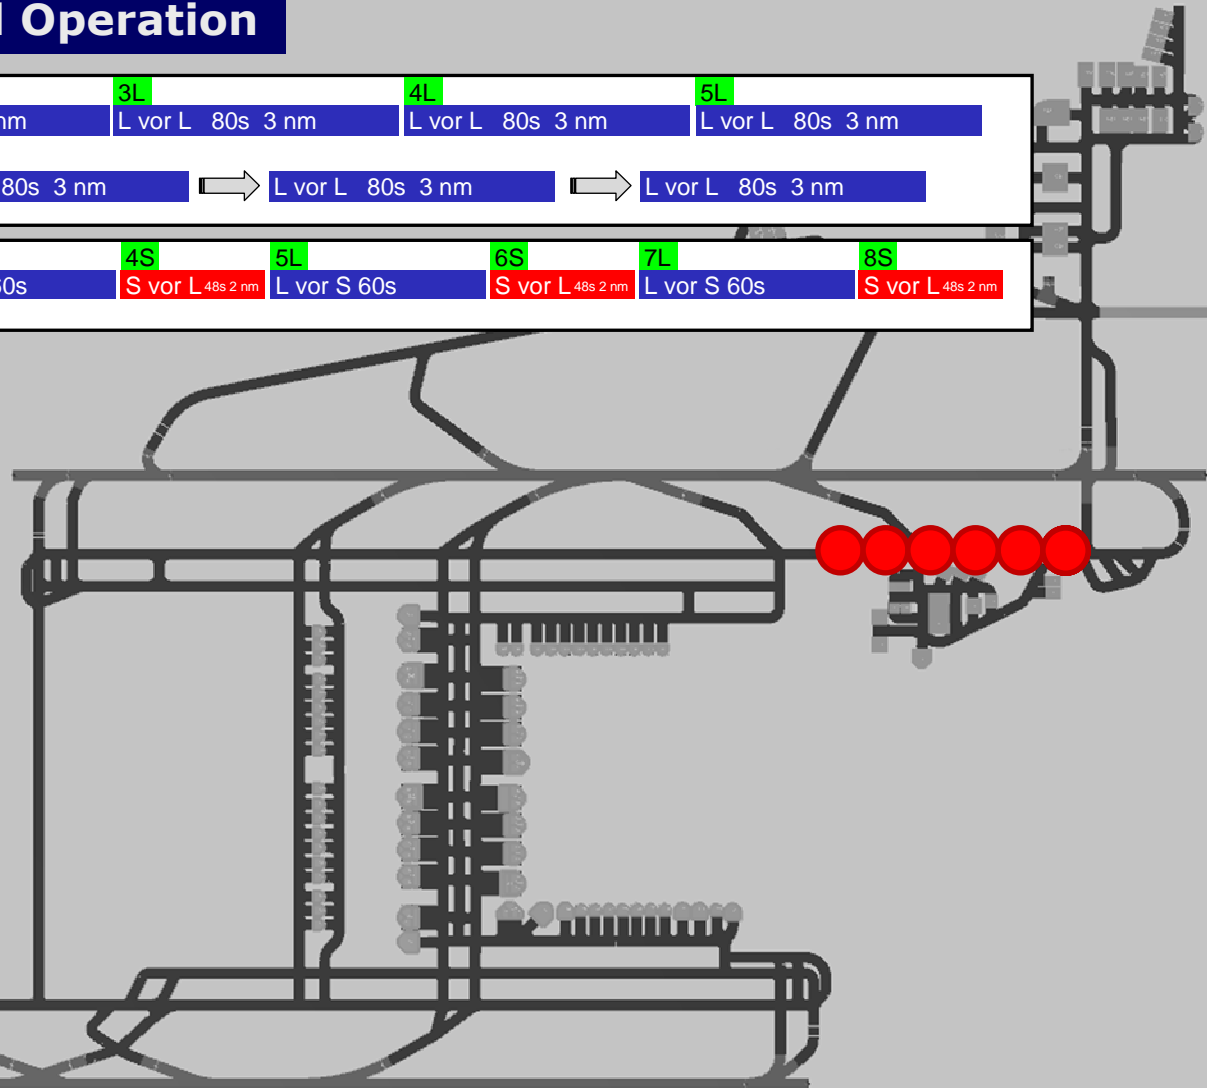 l Operation
3L 4L 5L
nm L vor L 80s 3 nm L vor L 80s 3 nm L vor L 80s 3 nm
80s 3 nm L vor L 80s 3 nm L vor L 80s 3 nm
4S 5L 6S 7L 8S
60s S vor L 48s 2 nm L vor S 60s S vor L 48s 2 nm L vor S 60s S vor L 48s 2 nm